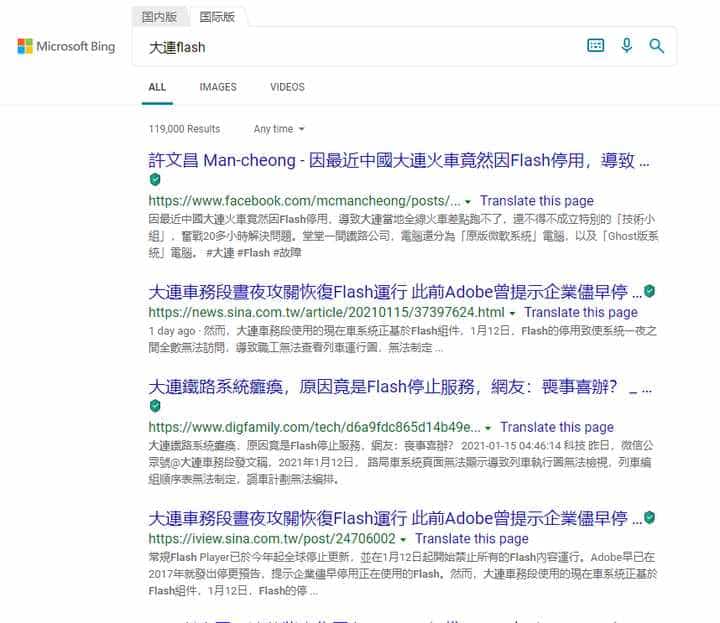 国内版 国际版
Microsoft Bing
大連flash
ALL IMAGES VIDEOS
119,000 Results Any time
許文昌 Man-cheong - 因最近中國大連火車竟然因Flash停用，導致 ...
https://www.facebook.com/mcmancheong/posts/... Translate this page
因最近中國大連火車竟然因Flash停用，導致大連當地全線火車差點跑不了，還不得不成立特別的「技術小
組」，奮戰20多小時解決問題。堂堂一間鐵路公司，電腦還分為「原版微軟系統」電腦，以及「Ghost版系
統」電腦。 #大連 #Flash #故障
大連車務段晝夜攻關恢復Flash運行 此前Adobe曾提示企業儘早停 ...
https://news.sina.com.tw/article/20210115/37397624.html Translate this page
1 day ago · 然而，大連車務段使用的現在車系統正基於Flash組件，1月12日，Flash的停用致使系統一夜之
間全數無法訪問，導致職工無法查看列車運行圖，無法制定 ...
大連鐵路系統癱瘓，原因竟是Flash停止服務，網友：喪事喜辦？ _ ...
https://www.digfamily.com/tech/d6a9fdc865d14b49e... Translate this page
大連鐵路系統癱瘓，原因竟是Flash停止服務，網友：喪事喜辦？ 2021-01-15 04:46:14 科技 昨日，微信公
眾號@大連車務段發文稱，2021年1月12日， 路局車系統頁面無法顯示導致列車執行圖無法檢視，列車編
組順序表無法制定，調車計劃無法編排。
大連車務段晝夜攻關恢復Flash運行 此前Adobe曾提示企業儘早停 ...
https://iview.sina.com.tw/post/24706002 Translate this page
常規Flash Player已於今年起全球停止更新，並在1月12日起開始禁止所有的Flash內容運行。Adobe早已在
2017年就發出停更預告，提示企業儘早停用正在使用的Flash。然而，大連車務段使用的現在車系統正基於
Flash組件，1月12日，Flash的停 ...